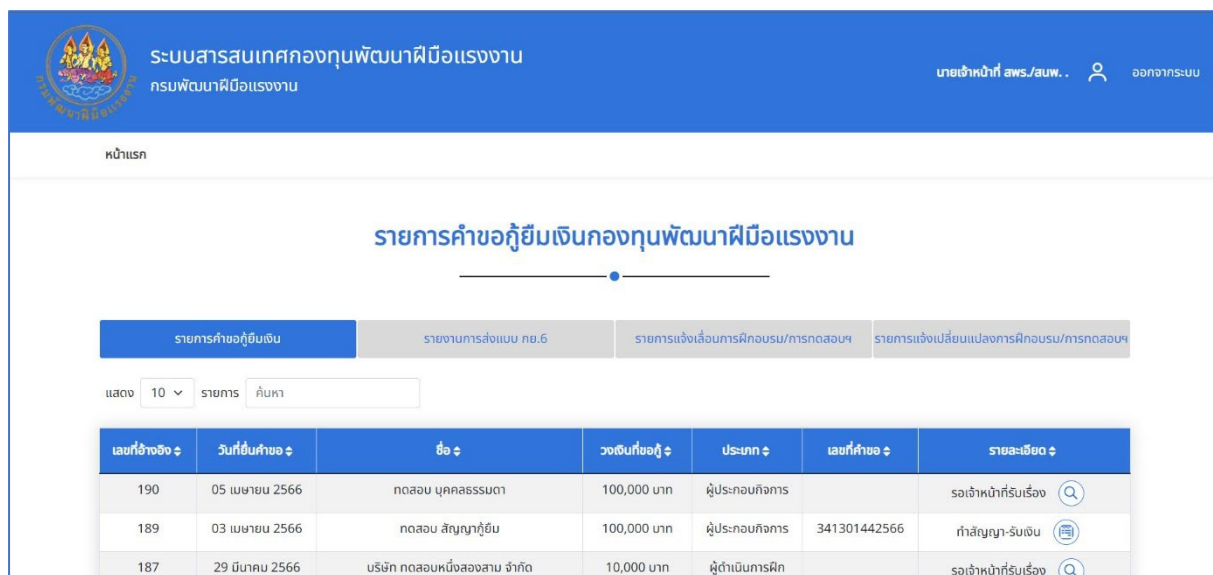 ระบบสารสนเทศกองทุนพัฒนาฝีมือแรงงาน
กรมพัฒนาฝีมือแรงงาน
นายเจ้าหน้าที่ สพร./สนพ. .
ออกจากระบบ
กรมพัฒนาฝีมือแรงงาน
หน้าแรก
รายการคำขอกู้ยืมเงินกองทุนพัฒนาฝีมือแรงงาน
รายการคำขอกู้ยืมเงิน รายงานการส่งแบบ กย.6 รายการแจ้งเลื่อนการฝึกอบรม/การทดสอบฯ รายการแจ้งเปลี่ยนแปลงการฝึกอบรม/การทดสอบฯ
แสดง 10 รายการ ค้นหา
เลขที่อ้างอิง วันที่ยื่นคำขอ ชื่อ วงเงินที่ขอกู้ ประเภท เลขที่คำขอ รายละเอียด
190 05 เมษายน 2566 ทดสอบ บุคคลธรรมดา 100,000 บาท ผู้ประกอบกิจการ รอเจ้าหน้าที่รับเรื่อง
189 03 เมษายน 2566 ทดสอบ สัญญากู้ยืม 100,000 บาท ผู้ประกอบกิจการ 341301442566 ทำสัญญา-รับเงิน
187 29 มีนาคม 2566 บริษัท ทดสอบหนึ่งสองสาม จำกัด 10,000 บาท ผู้ดำเนินการฝึก รอเจ้าหน้าที่รับเรื่อง